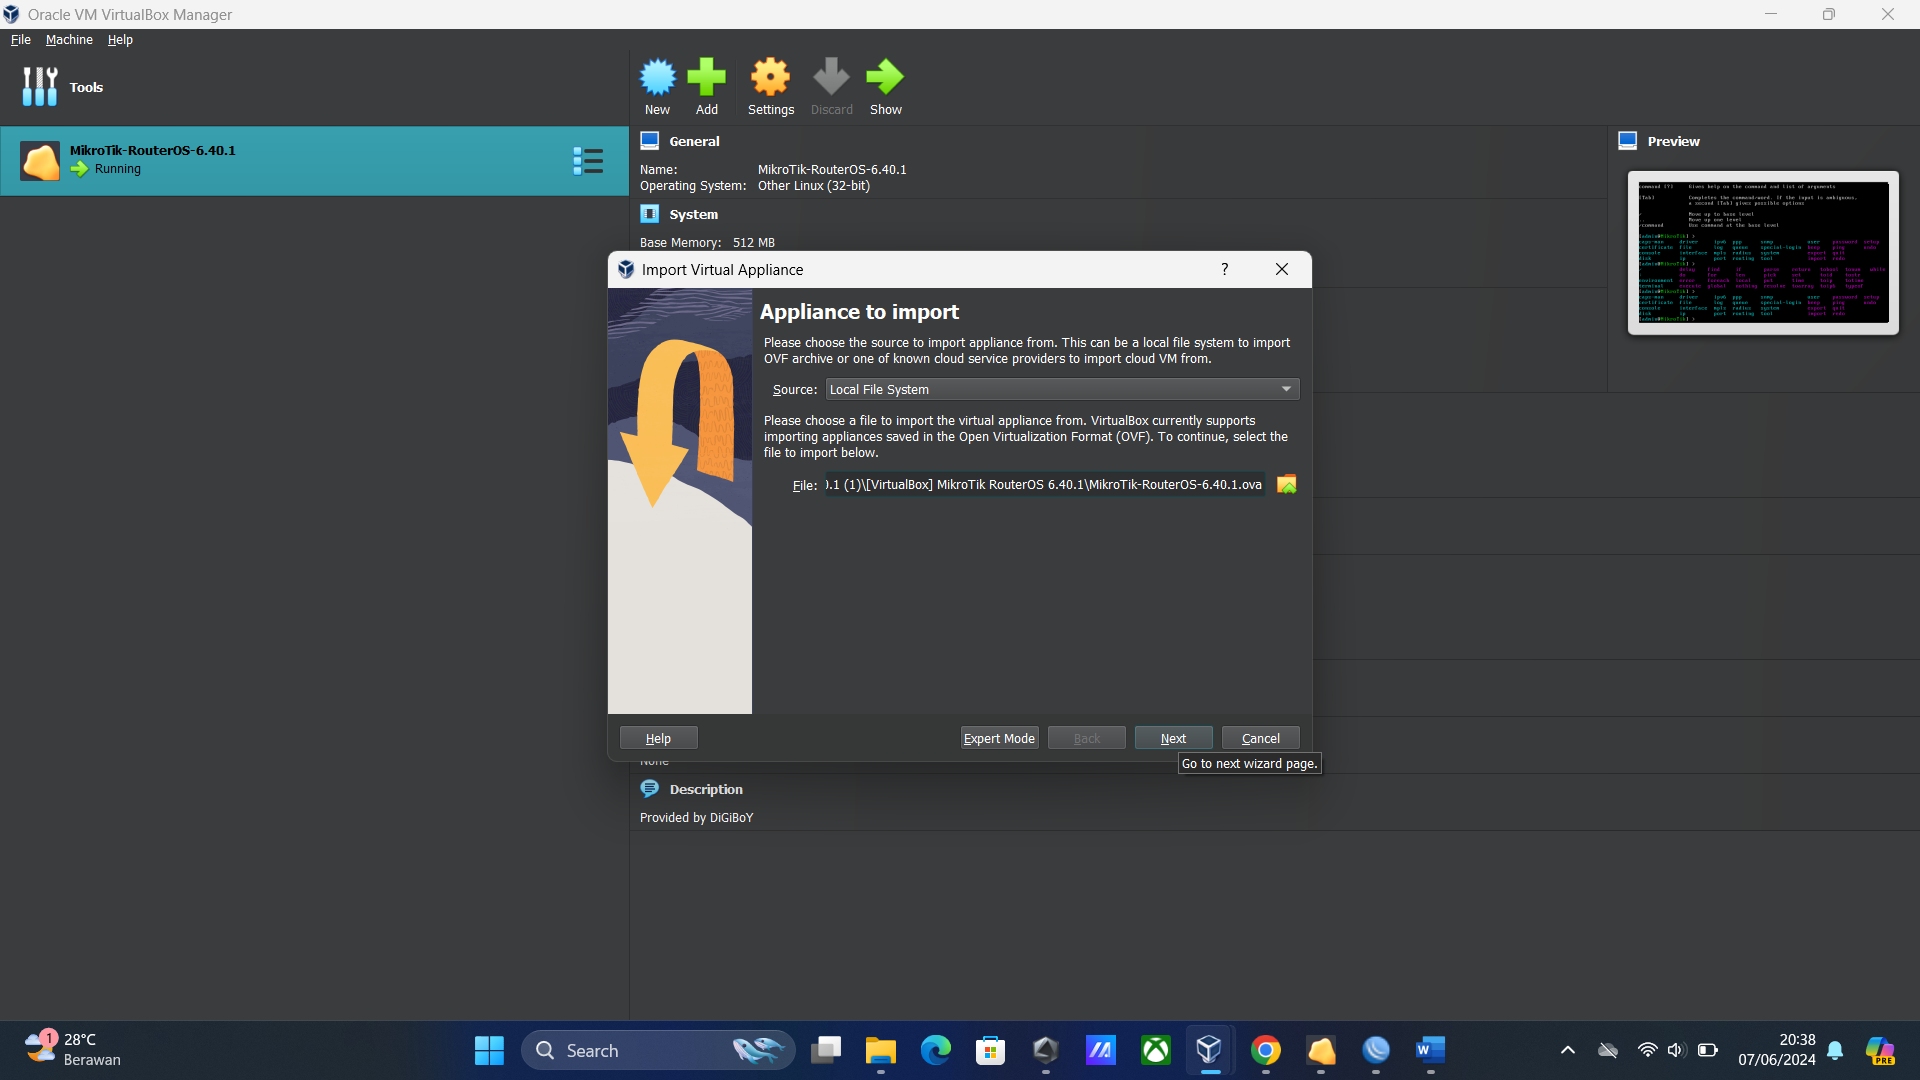 Oracle VM VirtualBox Manager
File Machine Help
Tools
New Add Settings Discard Show
MikroTik-RouterOS-6.40.1
Running
General
Name: MikroTik-RouterOS-6.40.1
Operating System: Other Linux (32-bit)
System
Base Memory: 512 MB
Preview
Import Virtual Appliance
?
Appliance to import
Please choose the source to import appliance from. This can be a local file system to import
OVF archive or one of known cloud service providers to import cloud VM from.
Source: Local File System
Please choose a file to import the virtual appliance from. VirtualBox currently supports
importing appliances saved in the Open Virtualization Format (OVF). To continue, select the
file to import below.
File: ).1 (1)\[VirtualBox] MikroTik RouterOS 6.40.1\MikroTik-RouterOS-6.40.1.ova
Help Expert Mode Back Next Cancel
Go to next wizard page.
None
Description
Provided by DiGiBoY
1
28°C
Berawan
Search
20:38
07/06/2024
PRE